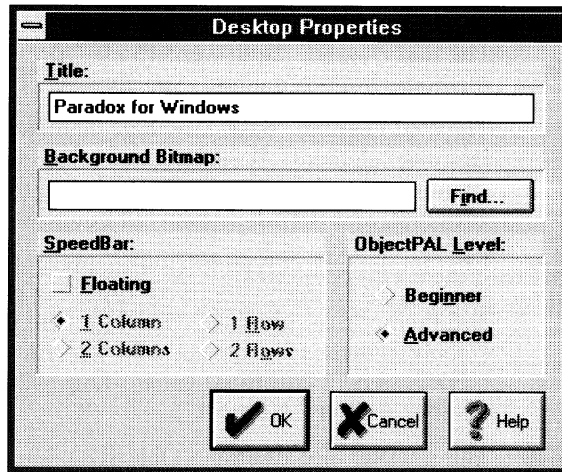 Desktop Properties
Title:
Paradox for Windows
Background Bitmap:
Find...
SpeedBar:
ObjectPAL Level:
Floating
Beginner
1 Column
1 Row
Advanced
2 Columns
2 Rows
OK
Cancel
Help